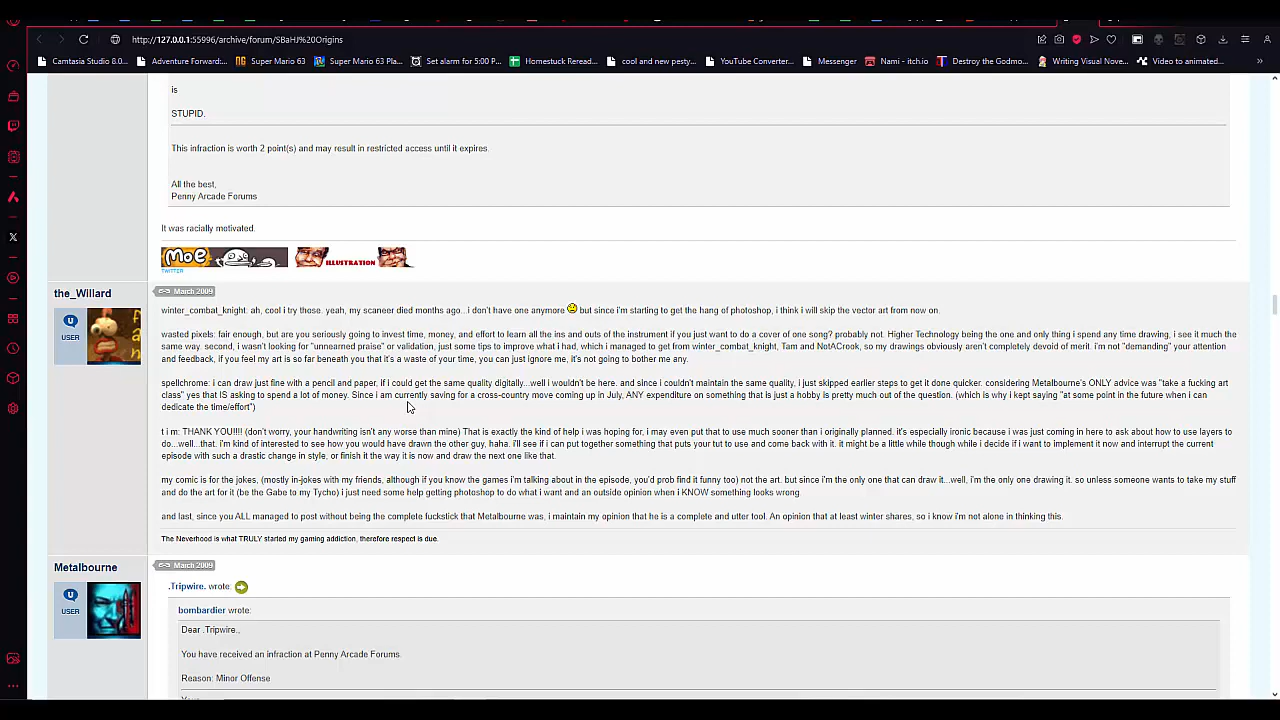 http://127.0.0.1:55996/archive/forum/SBaHJ%20Origins
Camtasia Studio 8.0... Adventure Forward:... Super Mario 63 Super Mario 63 Pla... Set alarm for 5:00 P... Homestuck Reread... cool and new pesty... YouTube Converter... Messenger Nami - itch.io Destroy the Godmo... Writing Visual Nove... Video to animated...
is
STUPID.
This infraction is worth 2 point(s) and may result in restricted access until it expires.
All the best,
Penny Arcade Forums
It was racially motivated.
MOE ILLUSTRATION
TWITTER
the_Willard March 2009
USER
winter_combat_knight: ah, cool i try those. yeah, my scaneer died months ago...i don't have one anymore but since i'm starting to get the hang of photoshop, i think i will skip the vector art from now on.
wasted pixels: fair enough, but are you seriously going to invest time, money, and effort to learn all the ins and outs of the instrument if you just want to do a cover of one song? probably not. Higher Technology being the one and only thing i spend any time drawing, i see it much the
same way. second, i wasn't looking for "unnearned praise" or validation, just some tips to improve what i had, which i managed to get from winter_combat_knight, Tam and NetACrook, so my drawings obviously aren't completely devoid of merit. i'm not "demanding" your attention
and feedback, if you feel my art is so far beneath you that it's a waste of your time, you can just ignore me, it's not going to bother me any.
spellchrome: i can draw just fine with a pencil and paper, if i could get the same quality digitally...well i wouldn't be here. and since i couldn't maintain the same quality, i just skipped earlier steps to get it done quicker. considering Metalbourne's ONLY advice was "take a fucking art
class" yes that IS asking to spend a lot of money. Since i am currently saving for a cross-country move coming up in July, ANY expenditure on something that is just a hobby is pretty much out of the question. (which is why i kept saying "at some point in the future when i can
dedicate the time/effort")
t i m: THANK YOU!!!! (don't worry, your handwriting isn't any worse than mine) That is exactly the kind of help i was hoping for, i may even put that to use much sooner than i originally planned. it's especially ironic because i was just coming in here to ask about how to use layers to
do...well...that. i'm kind of interested to see how you would have drawn the other guy, haha. i'll see if i can put together something that puts your tut to use and come back with it. it might be a little while though while i decide if i want to implement it now and interrupt the current
episode with such a drastic change in style, or finish it the way it is now and draw the next one like that.
my comic is for the jokes, (mostly in-jokes with my friends, although if you know the games i'm talking about in the episode, you'd prob find it funny too) not the art. but since i'm the only one that can draw it...well, i'm the only one drawing it. so unless someone wants to take my stuff
and do the art for it (be the Gabe to my Tycho) i just need some help getting photoshop to do what i want and an outside opinion when i KNOW something looks wrong.
and last, since you ALL managed to post without being the complete fuckstick that Metalbourne was, i maintain my opinion that he is a complete and utter tool. An opinion that at least winter shares, so i know i'm not alone in thinking this.
The Neverhood is what TRULY started my gaming addiction, therefore respect is due.
Metalbourne March 2009
USER
.Tripwire. wrote:
bombardier wrote:
Dear .Tripwire.,
You have received an infraction at Penny Arcade Forums.
Reason: Minor Offense